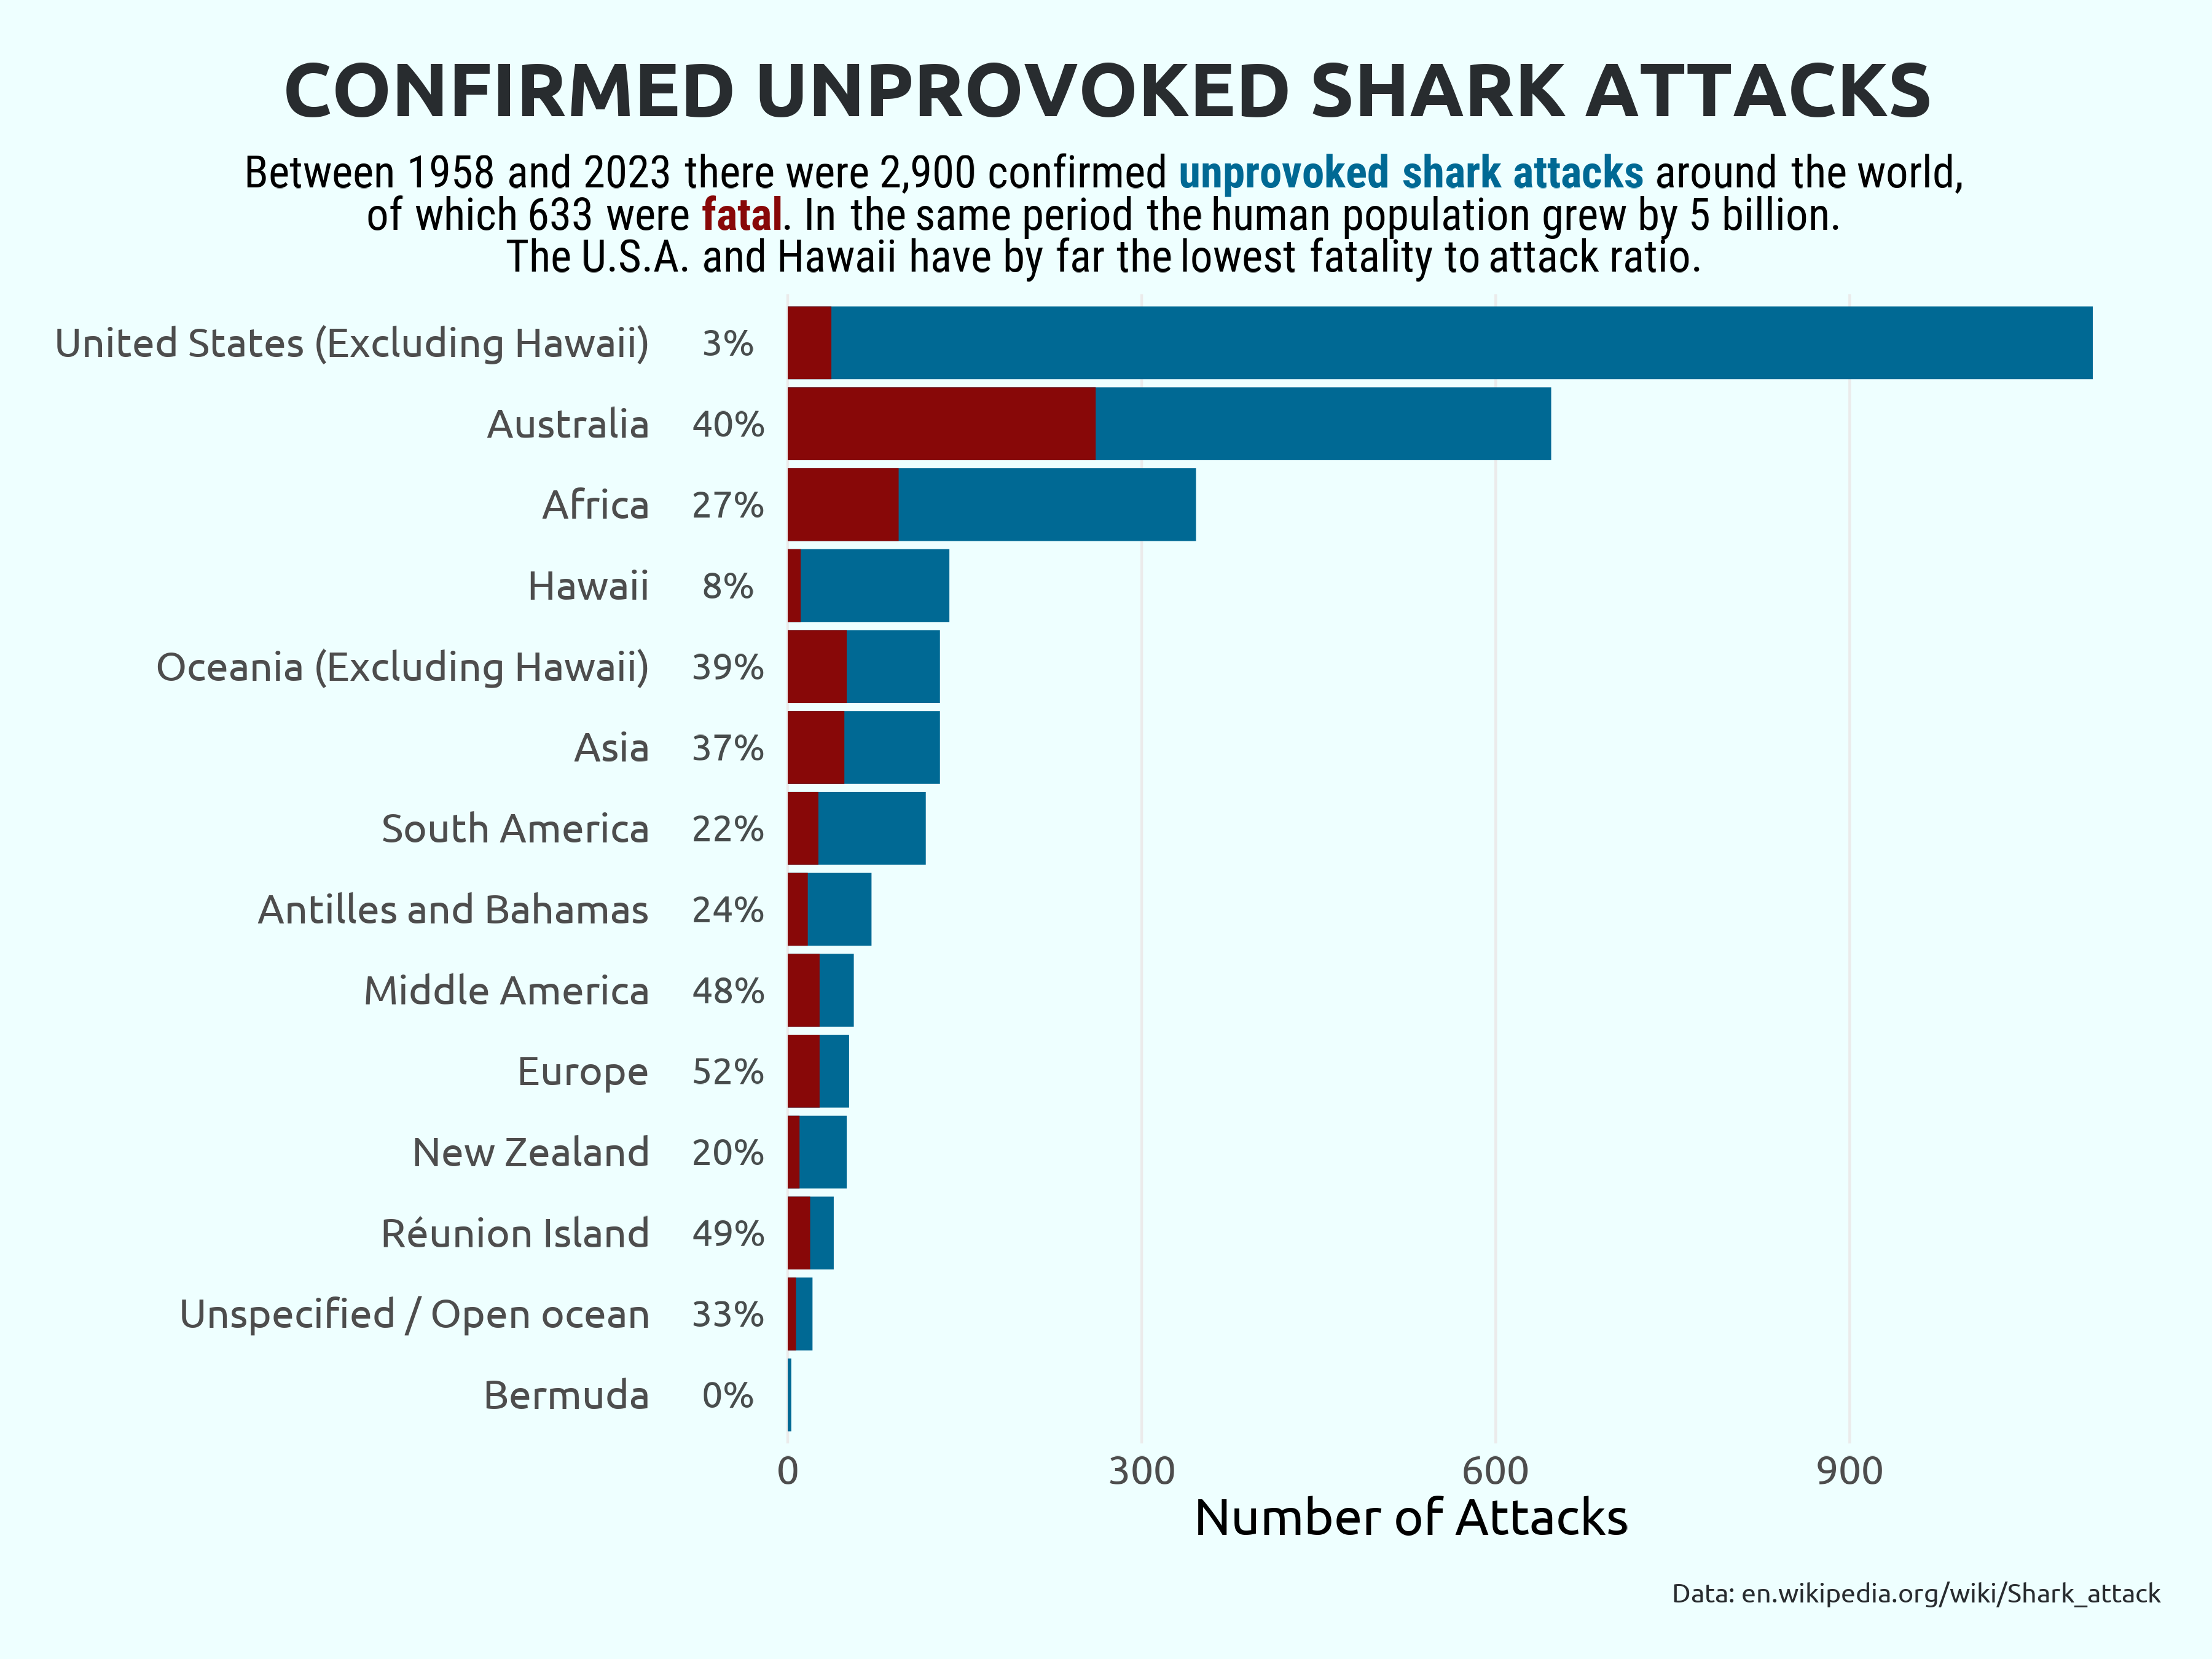 CONFIRMED UNPROVOKED SHARK ATTACKS
Between 1958 and 2023 there were 2,900 confirmed unprovoked shark attacks around the world,
of which 633 were fatal. In the same period the human population grew by 5 billion.
The U.S.A. and Hawaii have by far the lowest fatality to attack ratio.
United States (Excluding Hawaii) 3%
Australia 40%
Africa 27%
Hawaii 8%
Oceania (Excluding Hawaii) 39%
Asia 37%
South America 22%
Antilles and Bahamas 24%
Middle America 48%
Europe 52%
New Zealand 20%
Réunion Island 49%
Unspecified / Open ocean 33%
Bermuda 0%
0 300 600 900
Number of Attacks
Data: en.wikipedia.org/wiki/Shark_attack